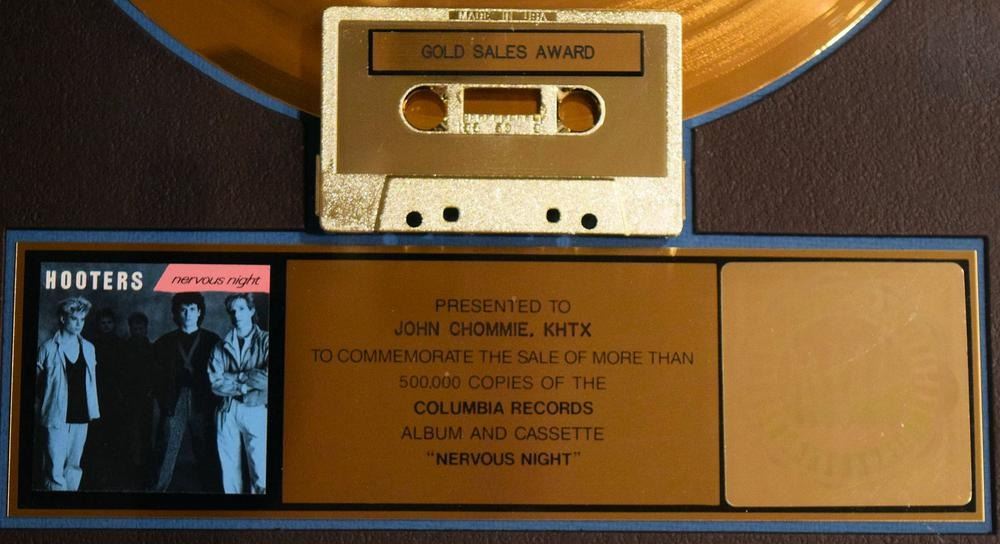 MADE IN USA
GOLD SALES AWARD
HOOTERS
nervous night
PRESENTED TO
JOHN CHOMMIE, KHTX
TO COMMEMORATE THE SALE OF MORE THAN
500,000 COPIES OF THE
COLUMBIA RECORDS
ALBUM AND CASSETTE
"NERVOUS NIGHT"